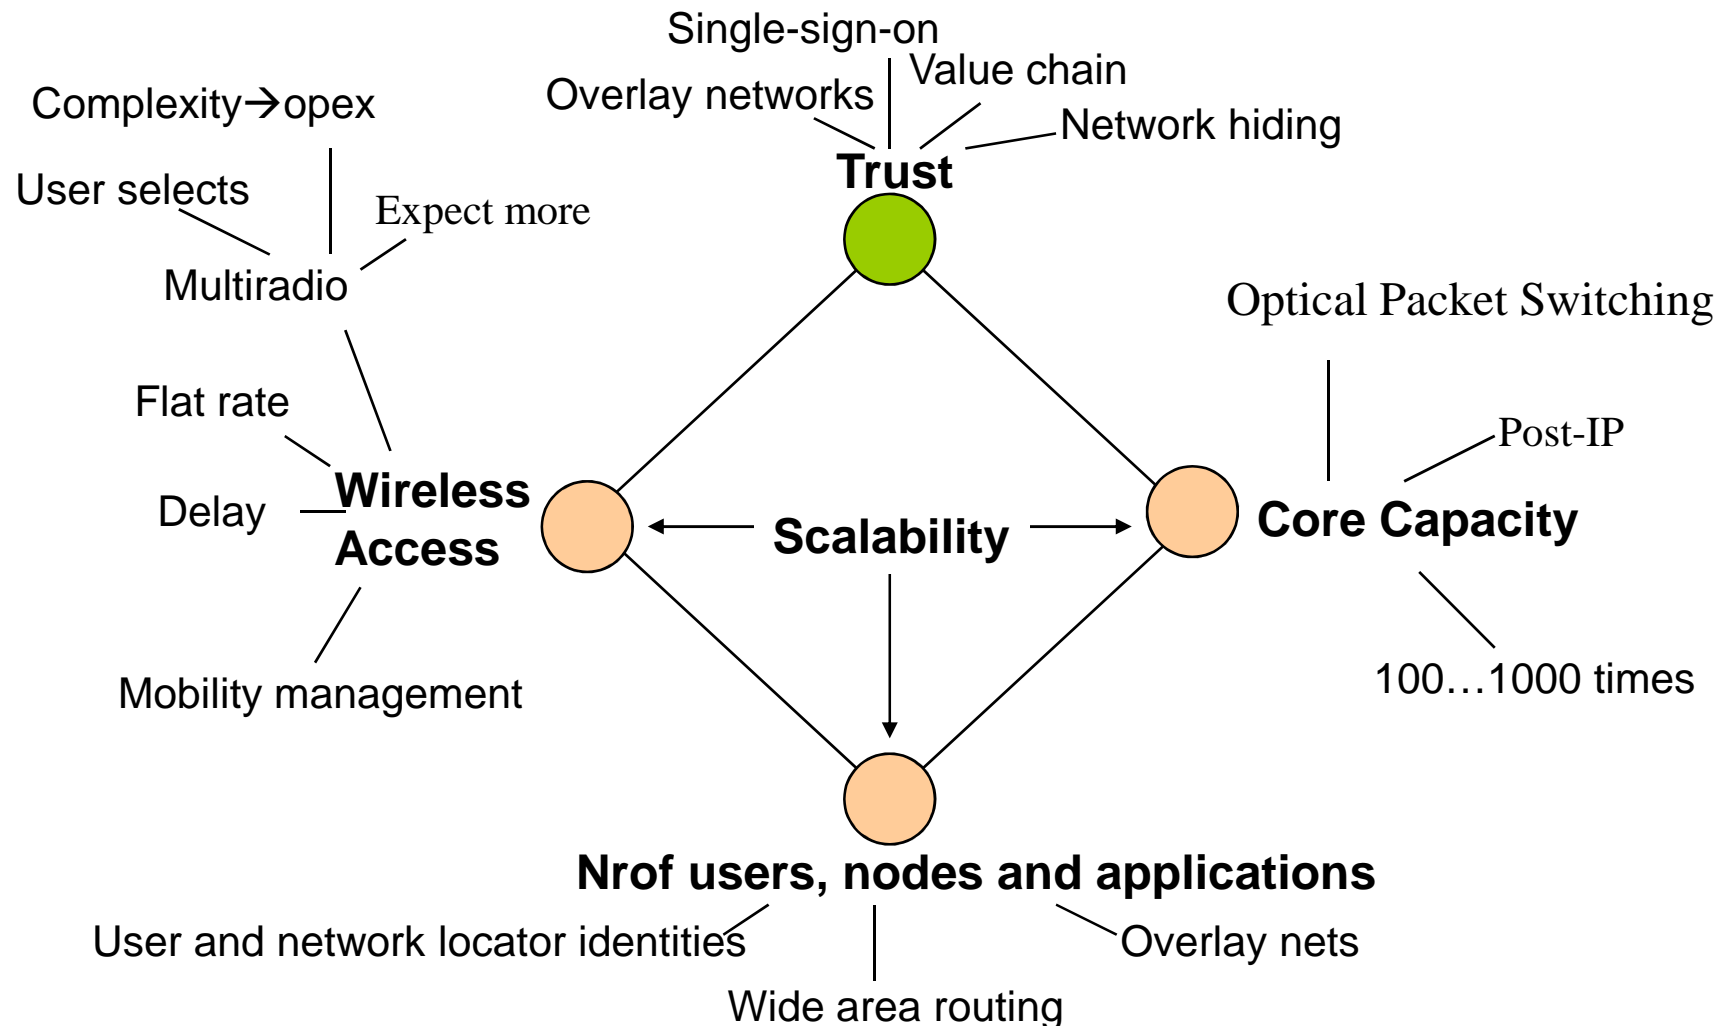 Single-sign-on
Value chain
Overlay networks
Complexity→opex
Network hiding
Trust
User selects
Expect more
Multiradio
Optical Packet Switching
Flat rate
Post-IP
Wireless
Access
Delay
Scalability
Core Capacity
Mobility management
100…1000 times
Nrof users, nodes and applications
User and network locator identities
Overlay nets
Wide area routing